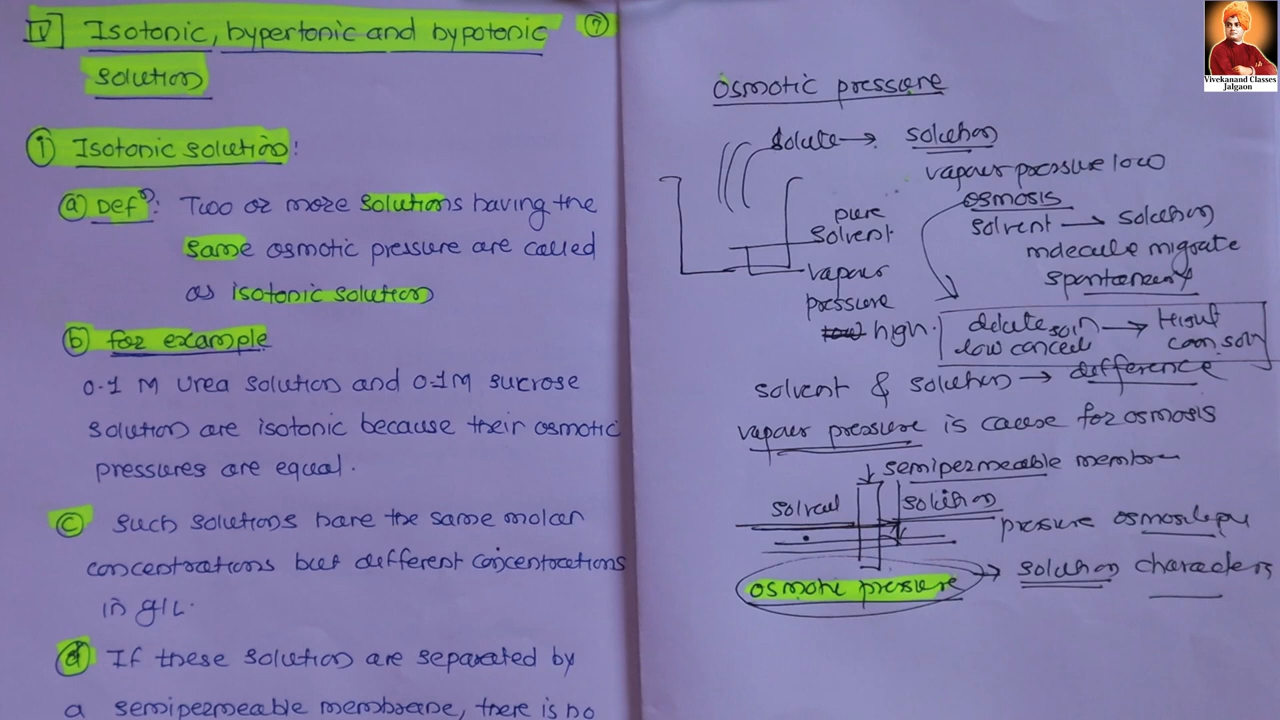 IV] Isotonic, hypertonic and hypotonic 7
solution
i) Isotonic solution:
a) Defn: Two or more solutions having the
same osmotic pressure are called
as isotonic solution
b) for example
0.1 M urea solution and 0.1M sucrose
solution are isotonic because their osmotic
pressures are equal.
c) Such solutions have the same molar
concentrations but different concentrations
in g/L.
d) If these solution are separated by
a semipermeable membrane, there is no
Osmotic pressure
solute → solution
vapour pressure low
osmosis
pure
solvent
solvent → solution
molecule migrate
spontaneously
vapour
pressure
low high.
dilute soln →
low conc
solvent & solution → difference
vapour pressure is cause for osmosis
semipermeable membrane
solvent solution
pressure
osmotic pressure → solution characters
Vivekanand Classes
Jalgaon